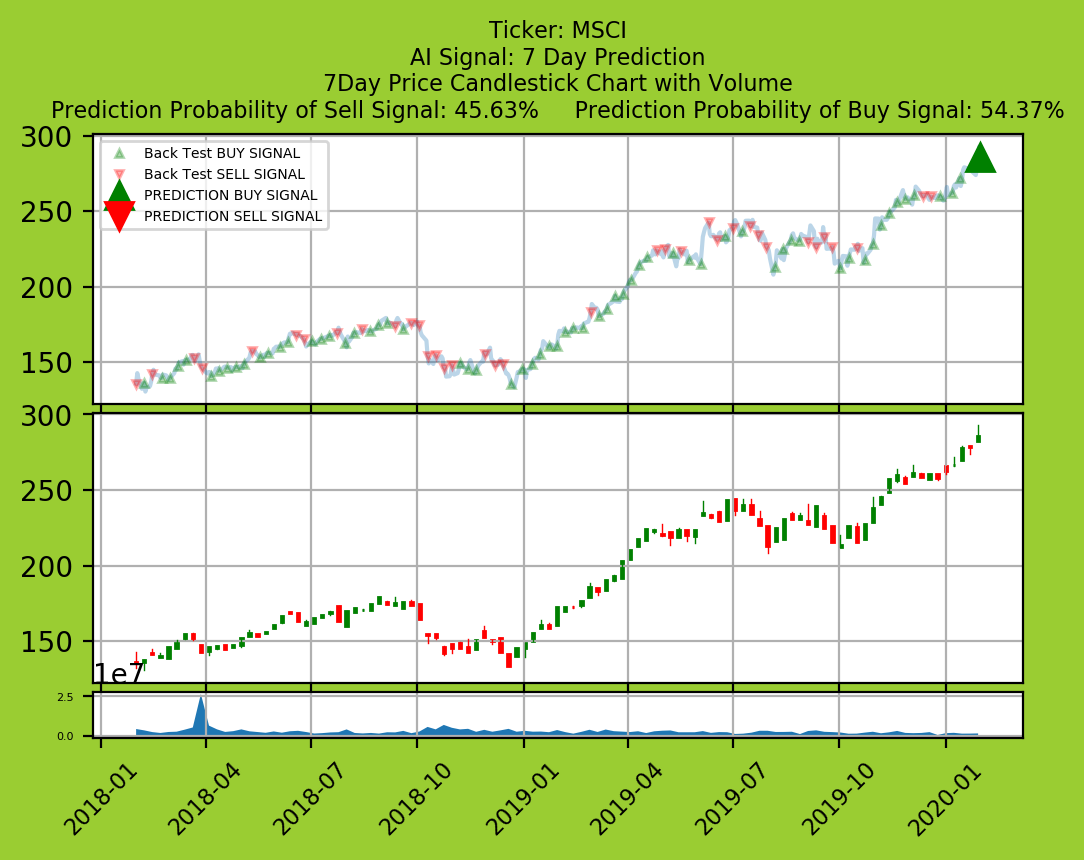 Ticker: MSCI
AI Signal: 7 Day Prediction
7Day Price Candlestick Chart with Volume
Prediction Probability of Sell Signal: 45.63%     Prediction Probability of Buy Signal: 54.37%
300
250
200
150
Back Test BUY SIGNAL
Back Test SELL SIGNAL
PREDICTION BUY SIGNAL
PREDICTION SELL SIGNAL
300
250
200
150
1e7
2.5
0.0
2018-01
2018-04
2018-07
2018-10
2019-01
2019-04
2019-07
2019-10
2020-01